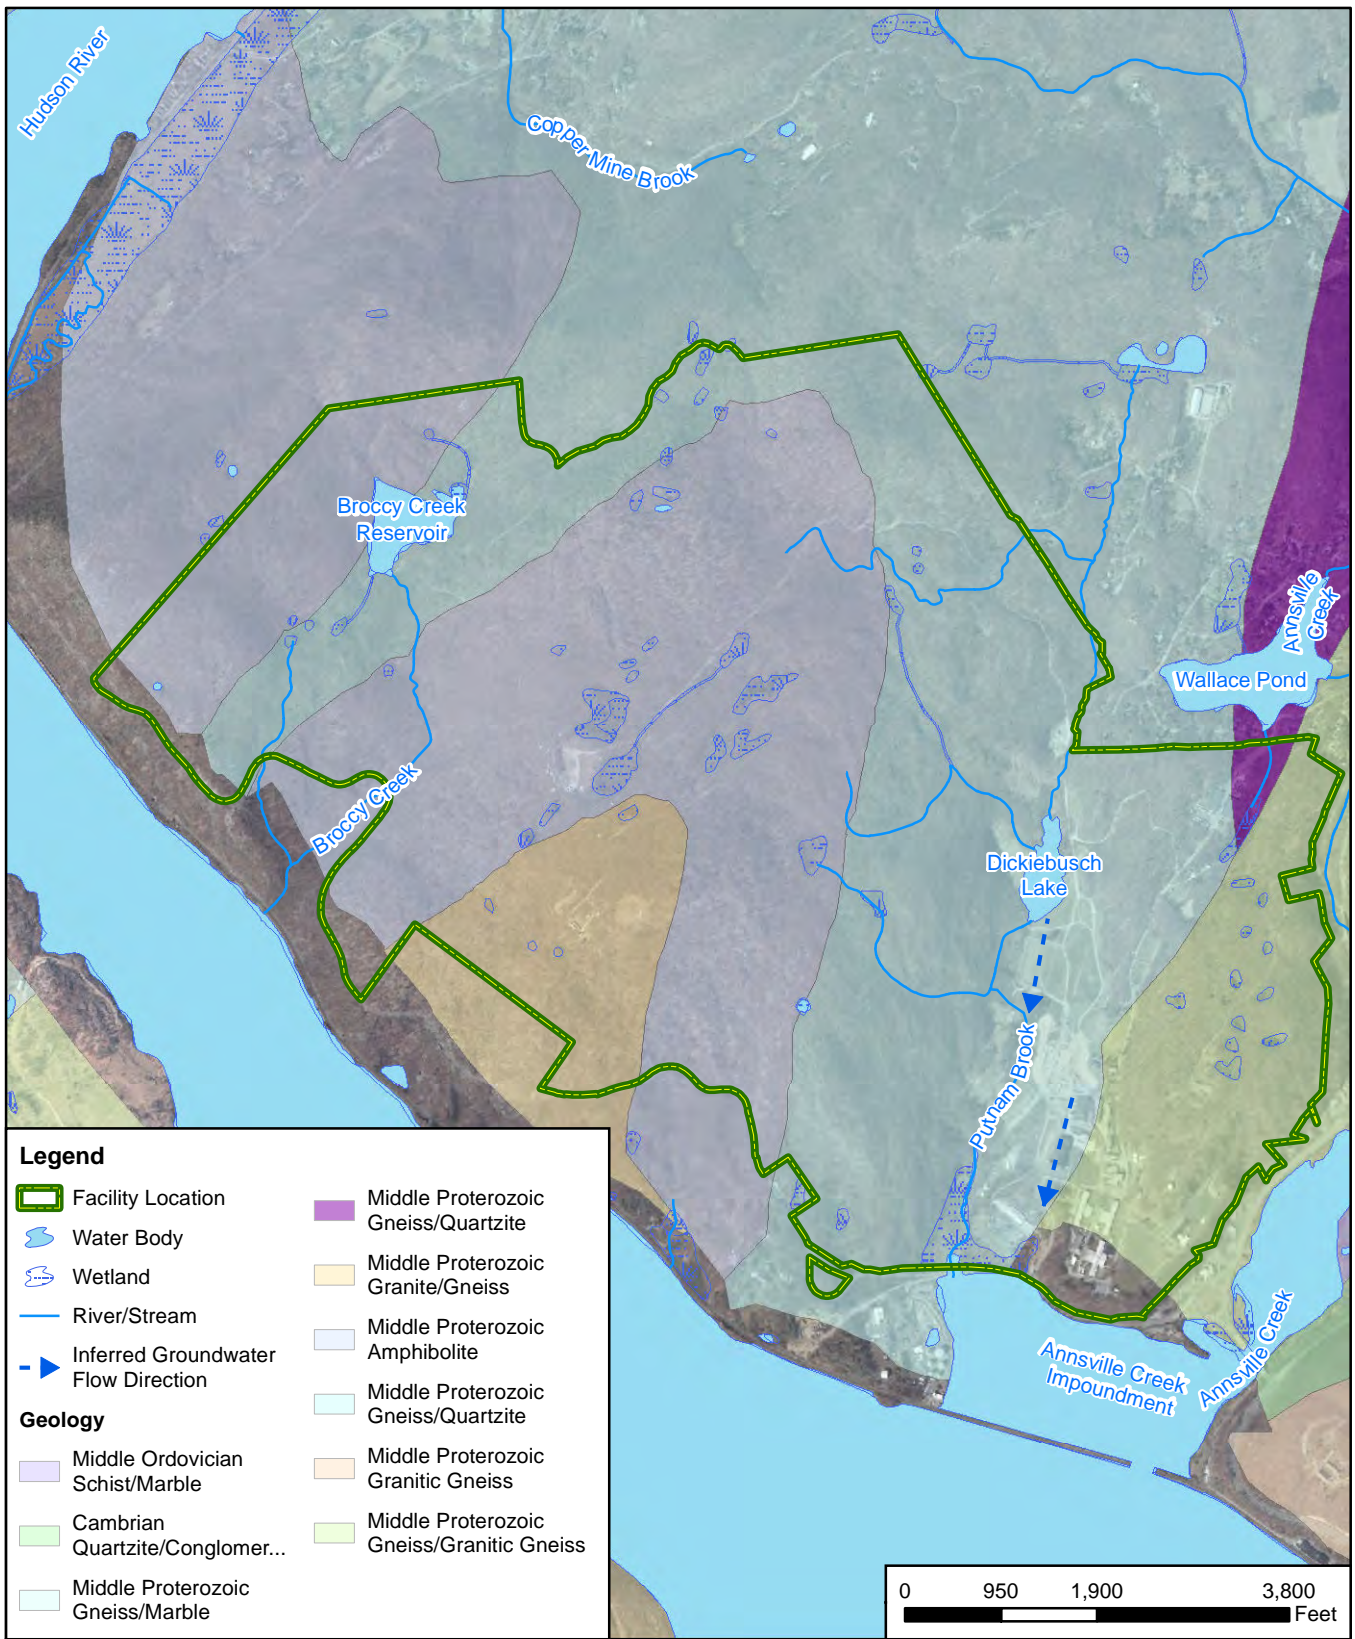 Hudson River
Copper Mine Brook
Broccy Creek
Reservoir
Annsville
Creek
Wallace Pond
Broccy Creek
Dickiebusch
Lake
Putnam Brook
Annsville Creek
Impoundment
Annsville Creek
Legend
Facility Location
Water Body
Wetland
River/Stream
Inferred Groundwater
Flow Direction
Geology
Middle Ordovician
Schist/Marble
Cambrian
Quartzite/Conglomer...
Middle Proterozoic
Gneiss/Marble
Middle Proterozoic
Gneiss/Quartzite
Middle Proterozoic
Granite/Gneiss
Middle Proterozoic
Amphibolite
Middle Proterozoic
Gneiss/Quartzite
Middle Proterozoic
Granitic Gneiss
Middle Proterozoic
Gneiss/Granitic Gneiss
0 950 1,900 3,800
Feet